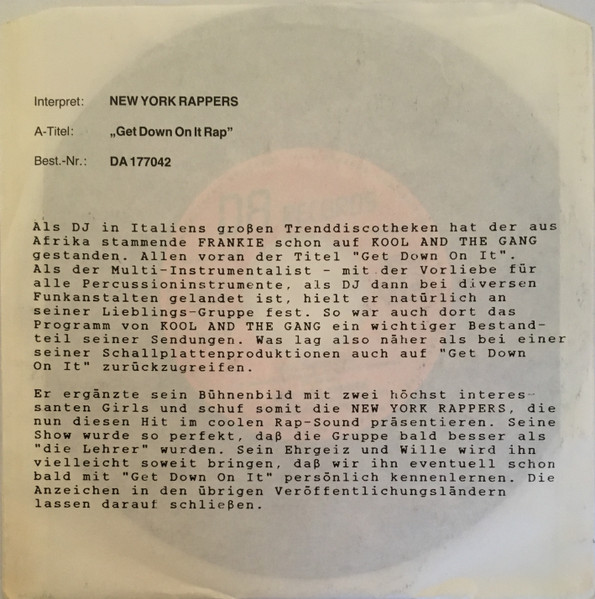 Interpret: NEW YORK RAPPERS
A-Titel: „Get Down On It Rap"
Best.-Nr.: DA 177042
Als DJ in Italiens großen Trenddiscotheken hat der aus
Afrika stammende FRANKIE schon auf KOOL AND THE GANG
gestanden. Allen voran der Titel "Get Down On It".
Als der Multi-Instrumentalist - mit der Vorliebe für
alle Percussioninstrumente, als DJ dann bei diversen
Funkanstalten gelandet ist, hielt er natürlich an
seiner Lieblings-Gruppe fest. So war auch dort das
Programm von KOOL AND THE GANG ein wichtiger Bestand-
teil seiner Sendungen. Was lag also näher als bei einer
seiner Schallplattenproduktionen auch auf "Get Down
On It" zurückzugreifen.
Er ergänzte sein Bühnenbild mit zwei höchst interes-
santen Girls und schuf somit die NEW YORK RAPPERS, die
nun diesen Hit im coolen Rap-Sound präsentieren. Seine
Show wurde so perfekt, daß die Gruppe bald besser als
"die Lehrer" wurden. Sein Ehrgeiz und Wille wird ihn
vielleicht soweit bringen, daß wir ihn eventuell schon
bald mit "Get Down On It" persönlich kennenlernen. Die
Anzeichen in den übrigen Veröffentlichungsländern
lassen darauf schließen.